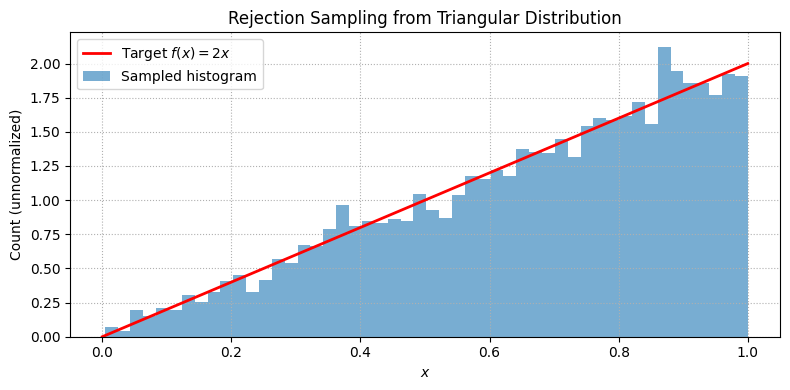 Rejection Sampling from Triangular Distribution
Target f(x) = 2x
Sampled histogram
Count (unnormalized)
2.00
1.75
1.50
1.25
1.00
0.75
0.50
0.25
0.00
0.0 0.2 0.4 0.6 0.8 1.0
x